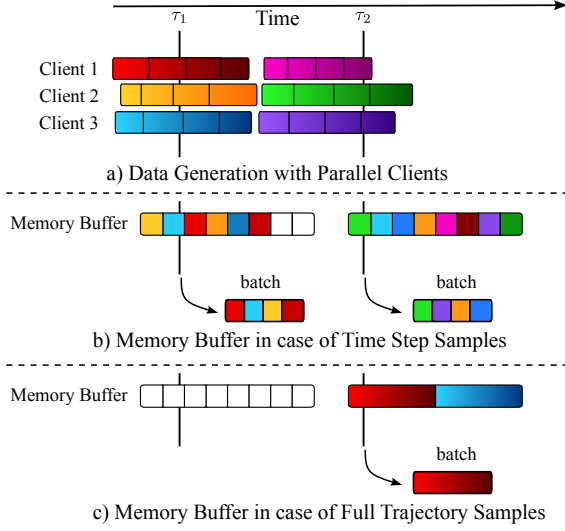 Time
τ1 τ2
Client 1
Client 2
Client 3
a) Data Generation with Parallel Clients
Memory Buffer
batch batch
b) Memory Buffer in case of Time Step Samples
Memory Buffer
batch
c) Memory Buffer in case of Full Trajectory Samples